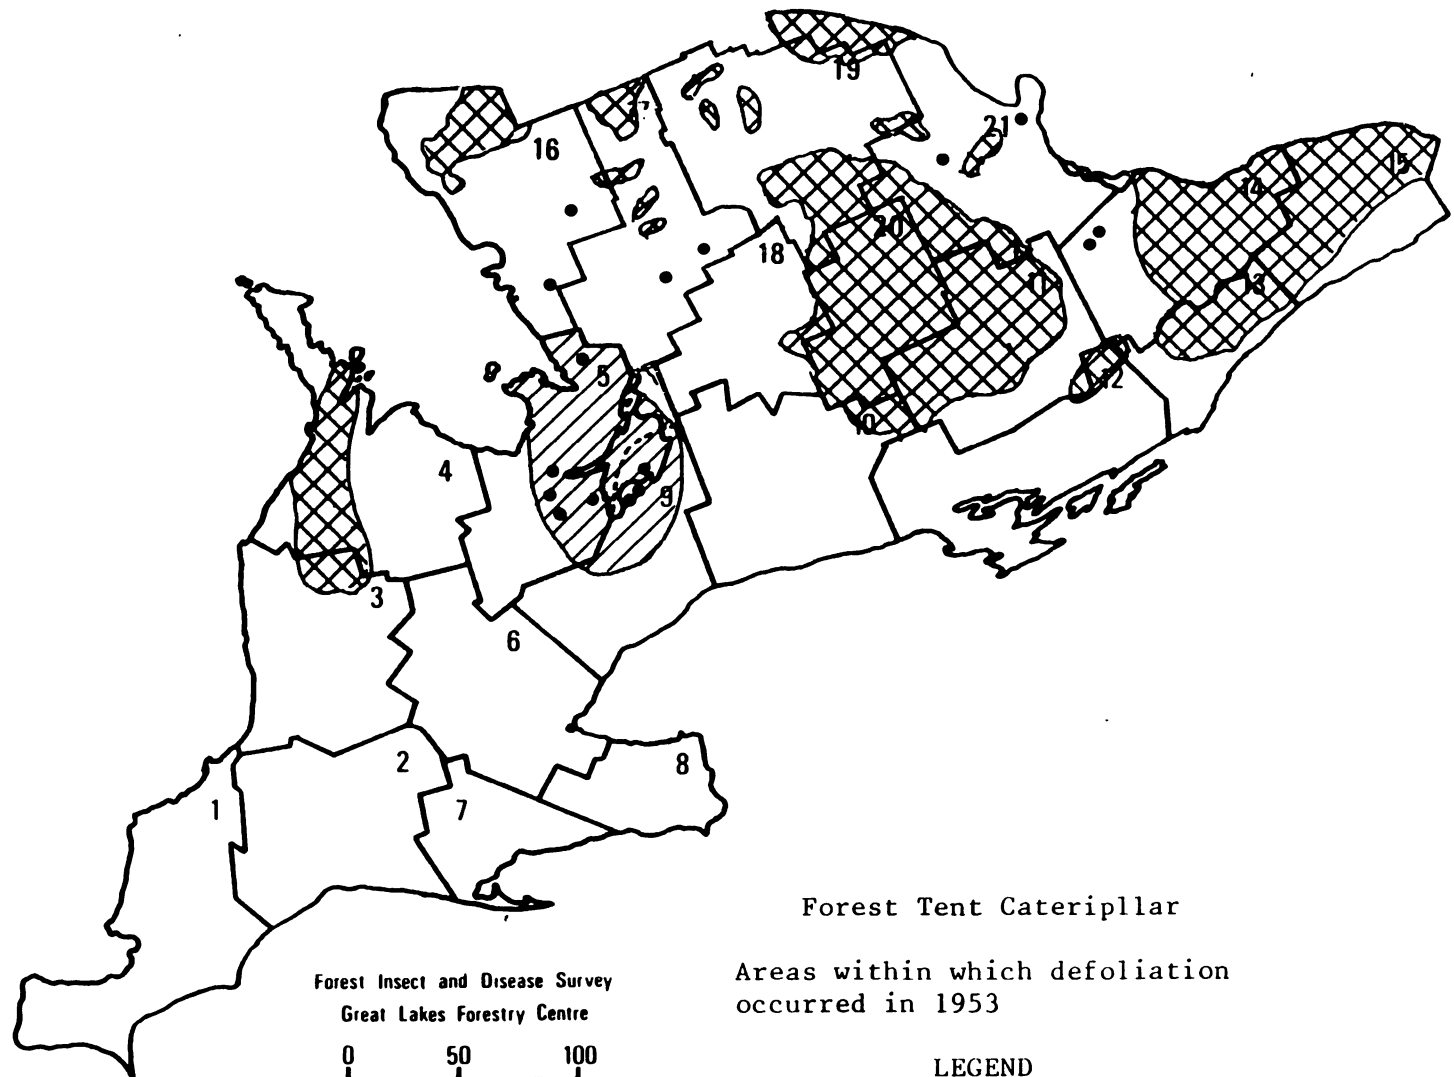 19
21
15
16
14
20
18
11
13
5
12
10
4
9
3
6
2
8
1
7
Forest Tent Cateripllar
Areas within which defoliation
occurred in 1953
Forest Insect and Disease Survey
Great Lakes Forestry Centre
0 50 100
LEGEND